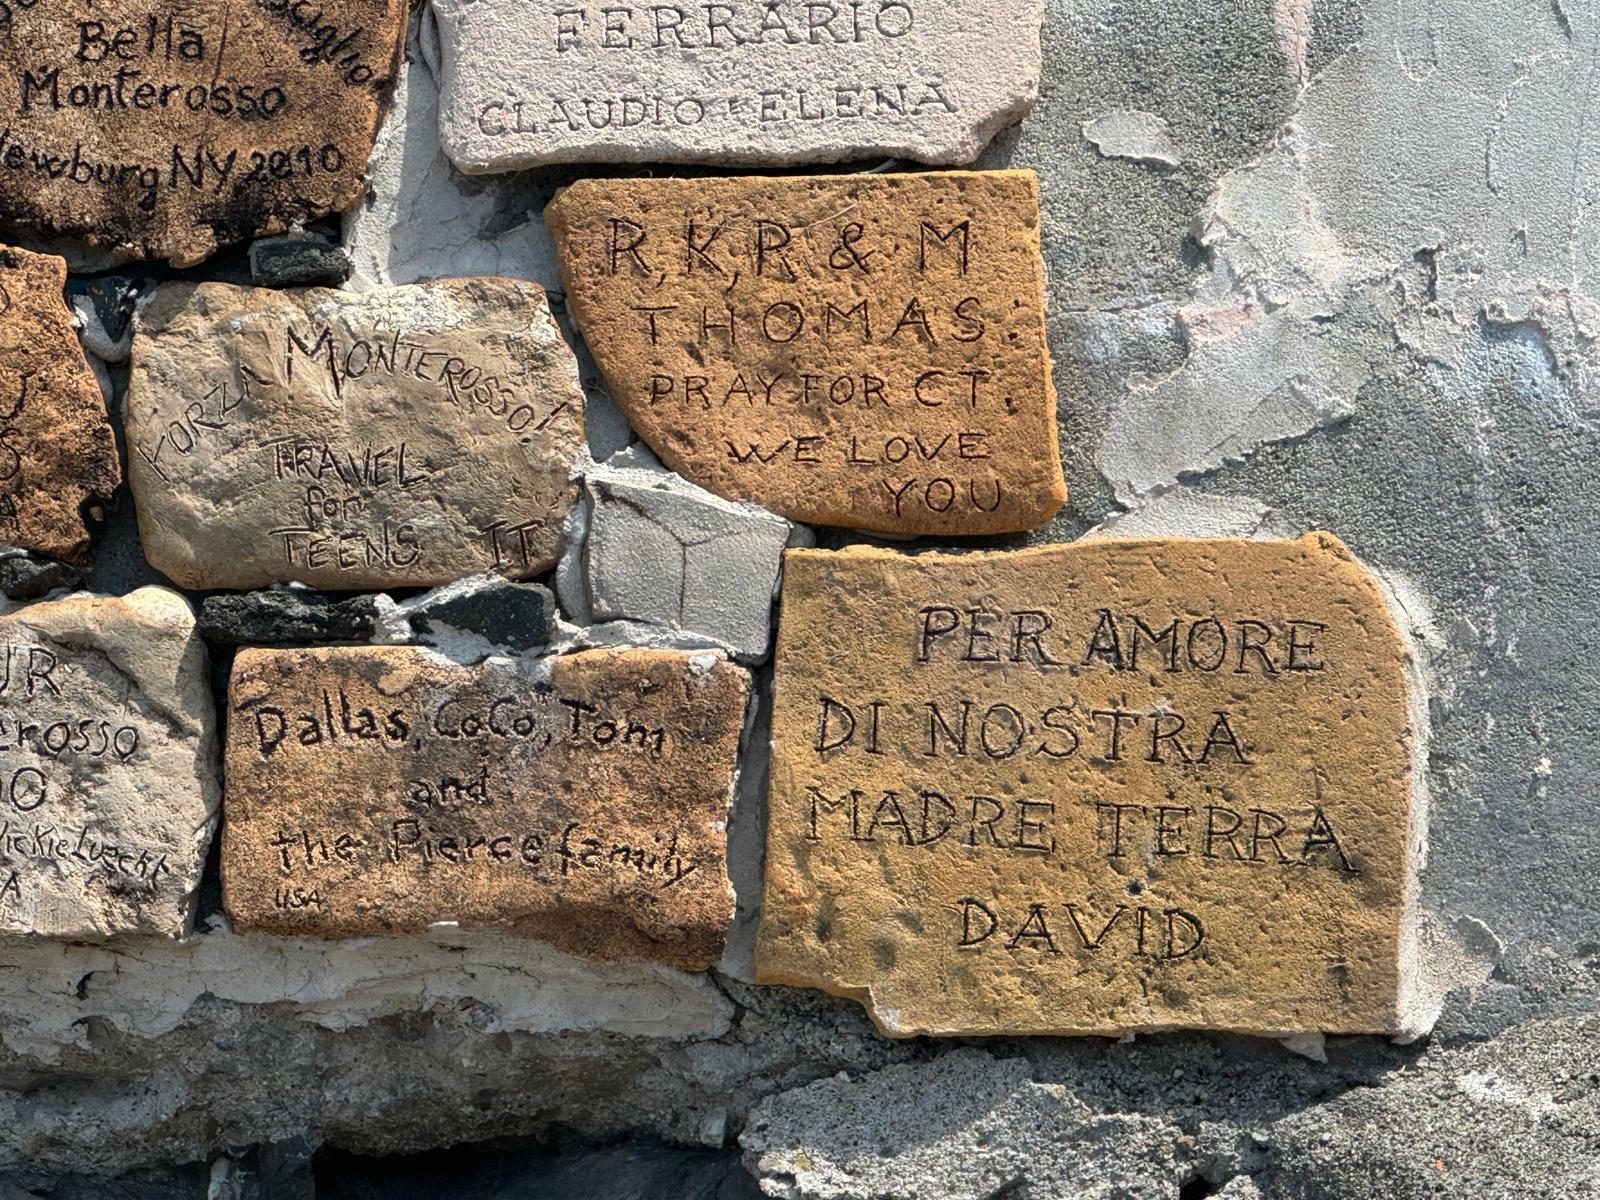 Bella
Monterosso
NY 2010
FERRARIO
CLAUDIO ELENA
R, K, R & M
THOMAS:
PRAY FOR CT.
WE LOVE
YOU
FORZA MONTEROSSO!
TRAVEL
for
TEENS IT
Dallas, CoCo, Tom
and
the Pierce family
USA
PER AMORE
DI NOSTRA
MADRE TERRA
DAVID